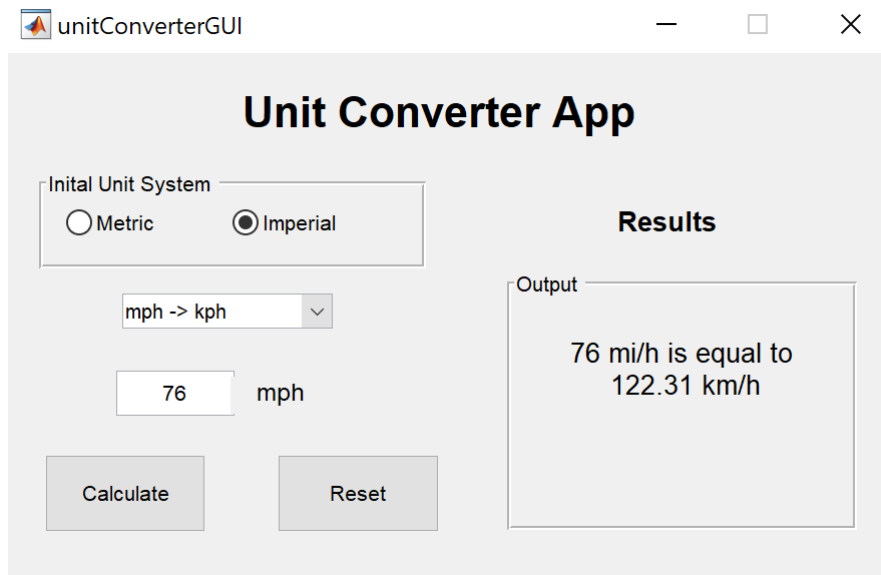 unitConverterGUI
Unit Converter App
Inital Unit System
Metric
Imperial
mph -> kph
76
mph
Calculate
Reset
Results
Output
76 mi/h is equal to
122.31 km/h